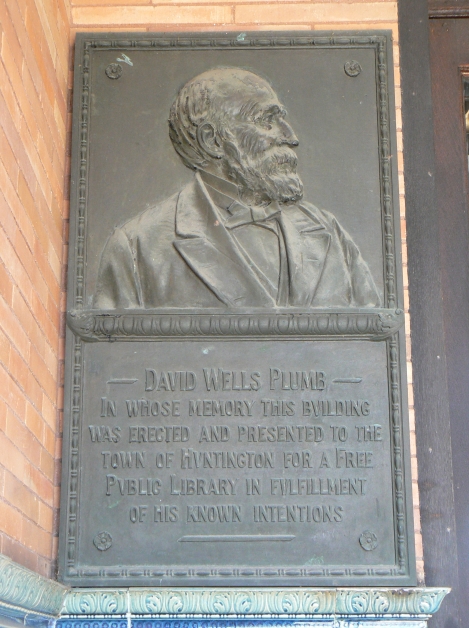 DAVID WELLS PLUMB
IN WHOSE MEMORY THIS BVILDING
WAS ERECTED AND PRESENTED TO THE
TOWN OF HVNTINGTON FOR A FREE
PVBLIC LIBRARY IN FVLFILLMENT
OF HIS KNOWN INTENTIONS